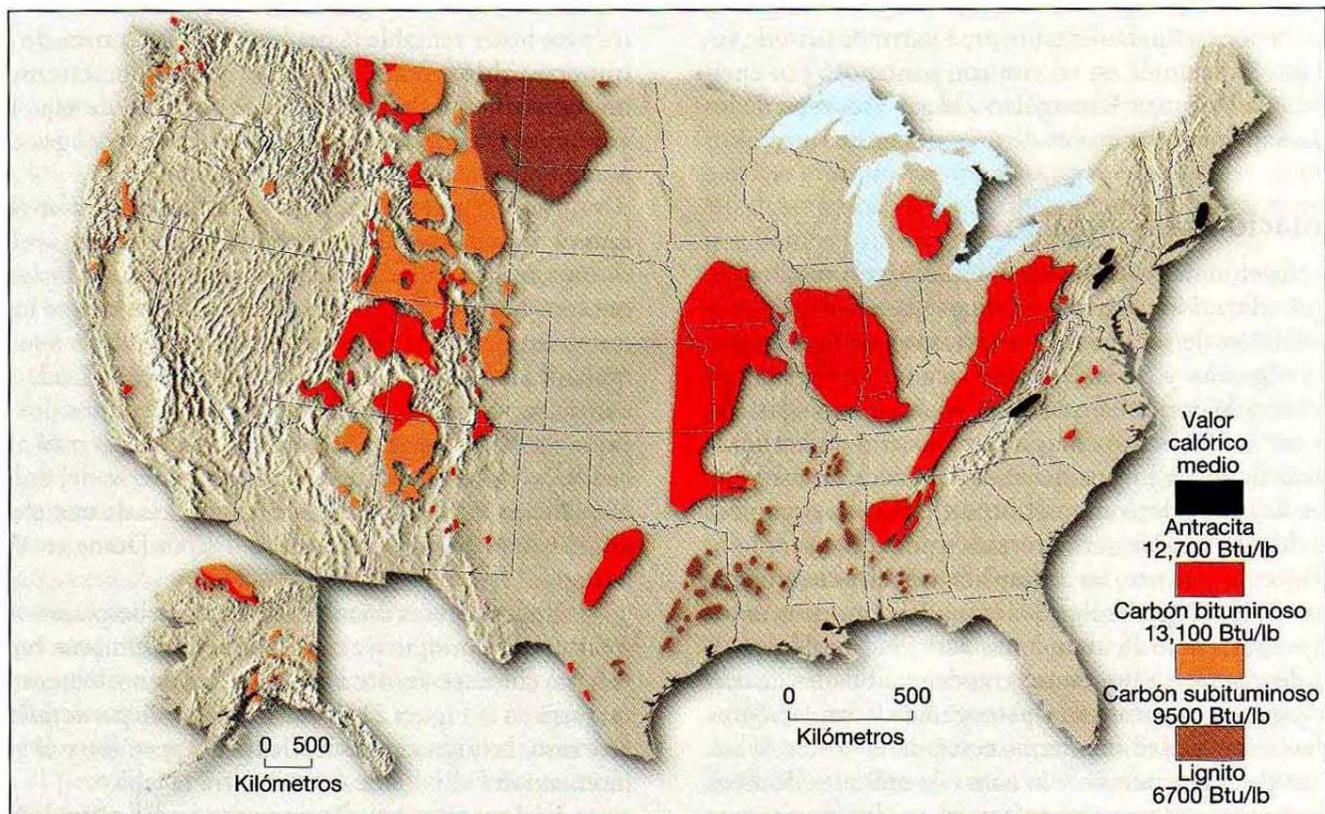 Valor
calórico
medio
Antracita
12,700 Btu/lb
Carbón bituminoso
13,100 Btu/lb
Carbón subituminoso
9500 Btu/lb
Lignito
6700 Btu/lb
0 500
Kilómetros
0 500
Kilómetros